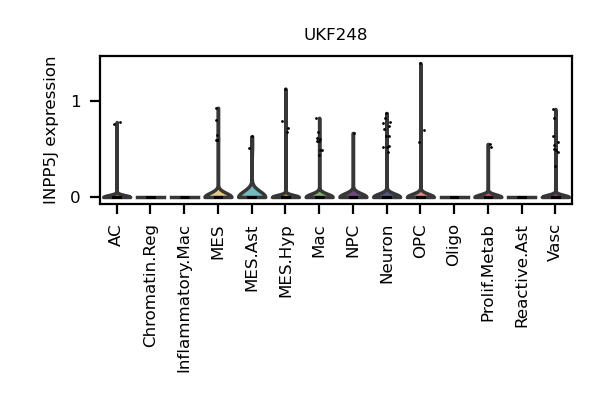 UKF248
INPP5J expression
1
0
AC
Chromatin.Reg
Inflammatory.Mac
MES
MES.Ast
MES.Hyp
Mac
NPC
Neuron
OPC
Oligo
Prolif.Metab
Reactive.Ast
Vasc